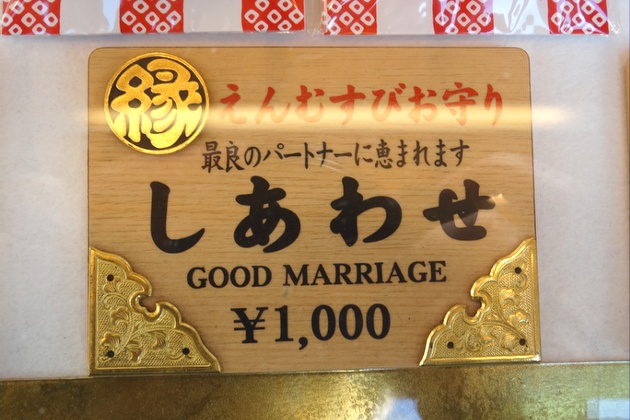 縁
えんむすびお守り
最良のパートナーに恵まれます
しあわせ
GOOD MARRIAGE
¥1,000